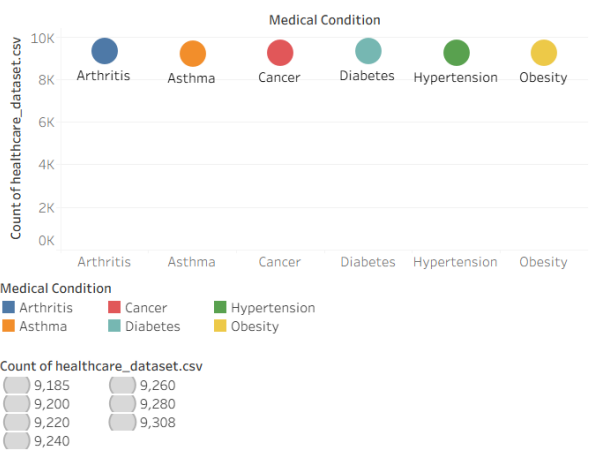 Medical Condition
Count of healthcare_dataset.csv
10K
8K
6K
4K
2K
0K
Arthritis Asthma Cancer Diabetes Hypertension Obesity
Arthritis Asthma Cancer Diabetes Hypertension Obesity
Medical Condition
Arthritis Cancer Hypertension
Asthma Diabetes Obesity
Count of healthcare_dataset.csv
9,185 9,260
9,200 9,280
9,220 9,308
9,240